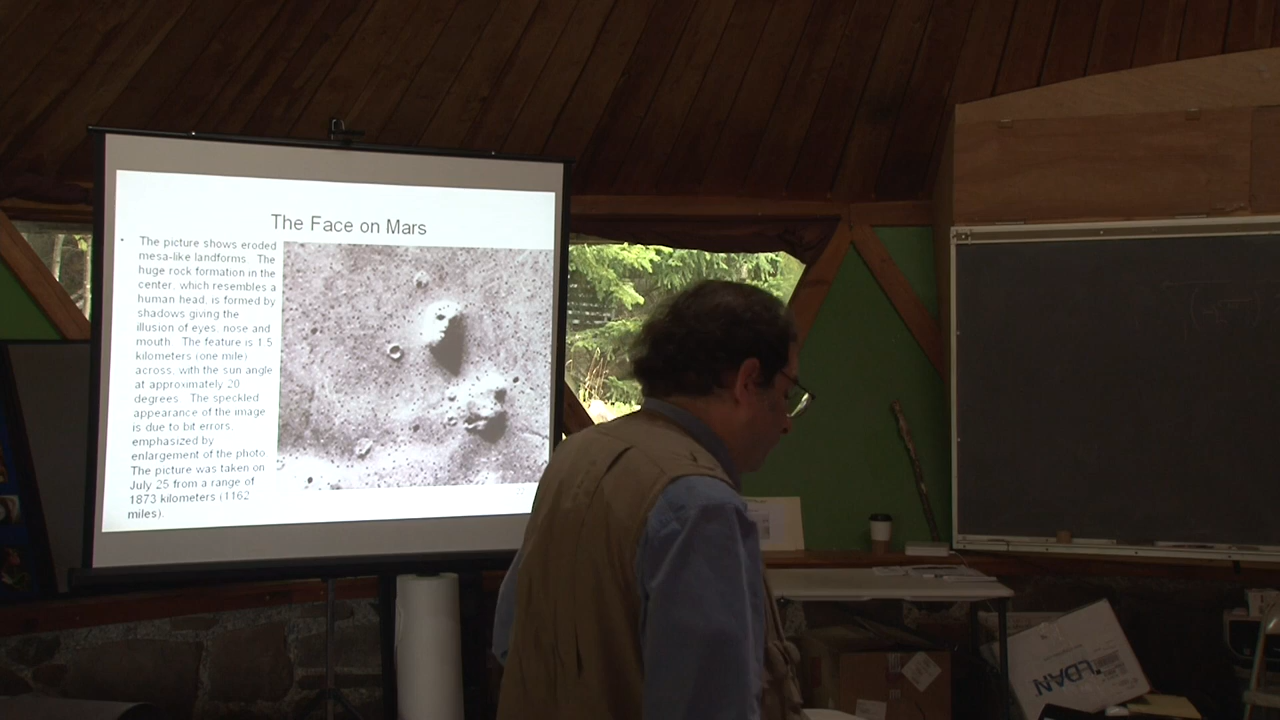 The Face on Mars
• The picture shows eroded
mesa-like landforms. The
huge rock formation in the
center, which resembles a
human head, is formed by
shadows giving the
illusion of eyes, nose and
mouth. The feature is 1.5
kilometers (one mile)
across, with the sun angle
at approximately 20
degrees. The speckled
appearance of the image
is due to bit errors,
emphasized by
enlargement of the photo.
The picture was taken on
July 25 from a range of
1873 kilometers (1162
miles).